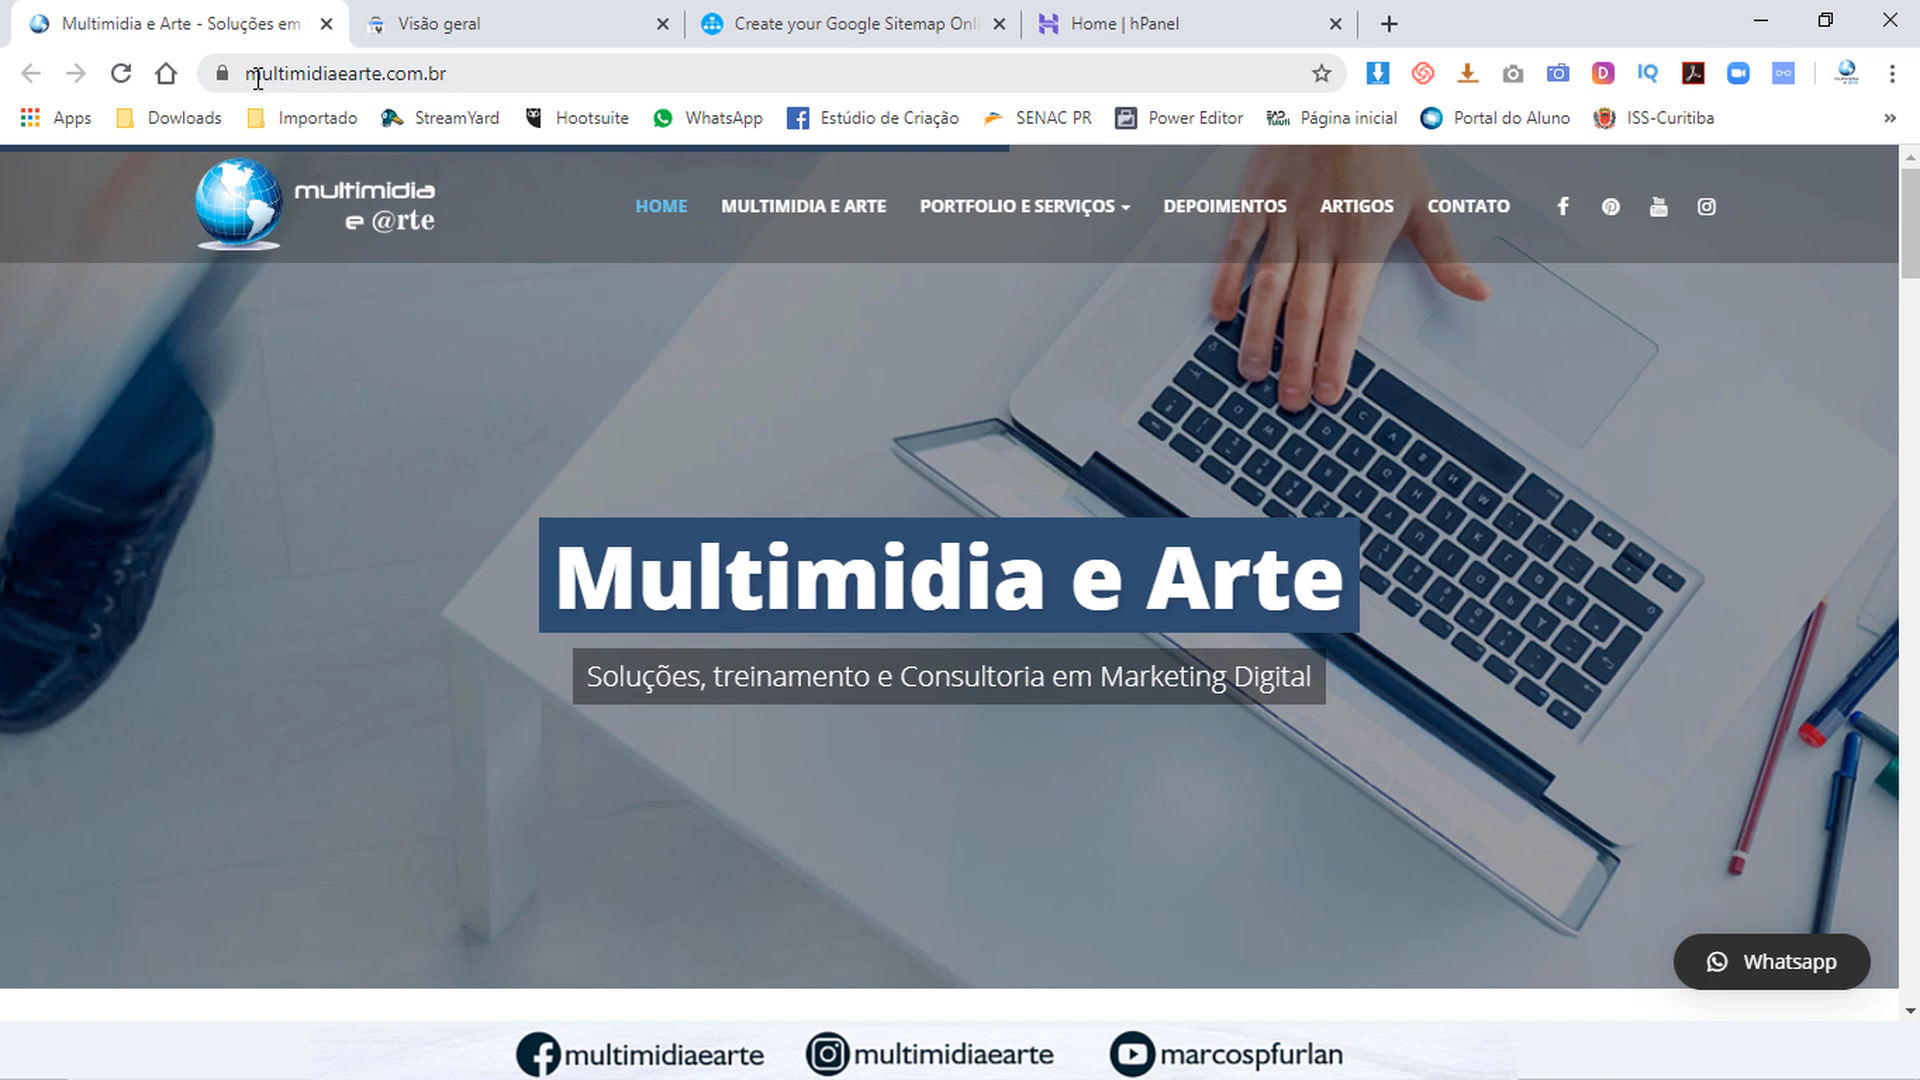 Multimidia e Arte - Soluções em
Visão geral
Create your Google Sitemap Onli
Home | hPanel
multimidiaearte.com.br
Apps
Dowloads
Importado
StreamYard
Hootsuite
WhatsApp
Estúdio de Criação
SENAC PR
Power Editor
Página inicial
Portal do Aluno
ISS-Curitiba
multimidia
e @rte
HOME
MULTIMIDIA E ARTE
PORTFOLIO E SERVIÇOS
DEPOIMENTOS
ARTIGOS
CONTATO
Multimidia e Arte
Soluções, treinamento e Consultoria em Marketing Digital
Whatsapp
multimidiaearte
multimidiaearte
marcospfurlan